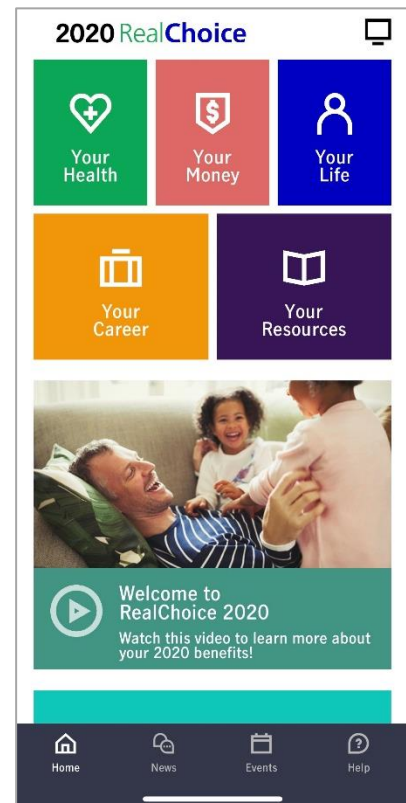 2020 RealChoice
Your
Health
Your
Money
Your
Life
Your
Career
Your
Resources
Welcome to
RealChoice 2020
Watch this video to learn more about
your 2020 benefits!
Home
News
Events
Help